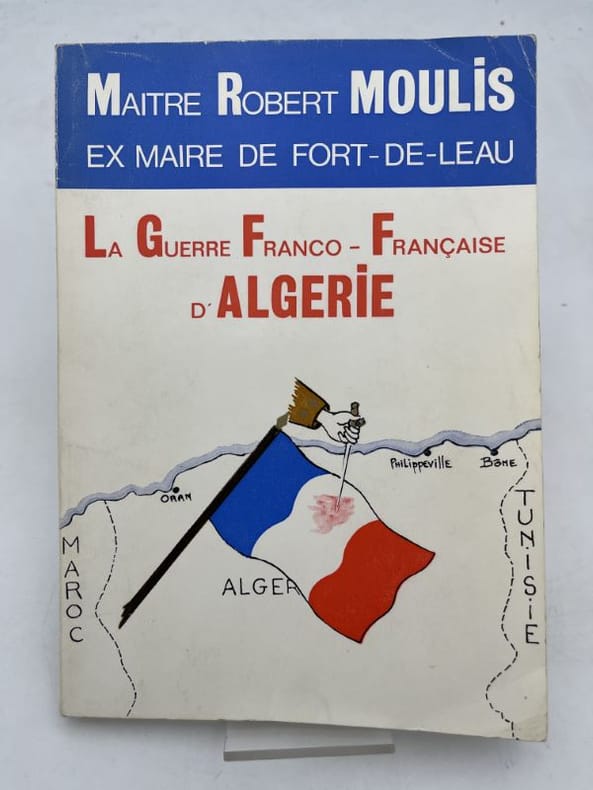 MAITRE ROBERT MOULiS
EX MAIRE DE FORT-DE-LEAU
LA GUERRE FRANCO-FRANÇAISE
D'ALGERiE
PHiLiPPEViLLE
BÔNE
ORAN
MAROC
ALGER
TUNiSiE